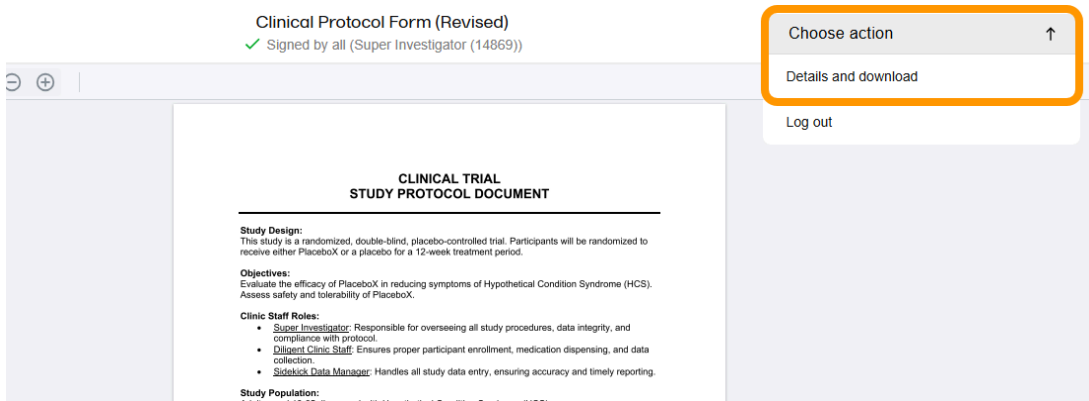 Clinical Protocol Form (Revised)
Signed by all (Super Investigator (14869))
Choose action
Details and download
Log out
CLINICAL TRIAL
STUDY PROTOCOL DOCUMENT
Study Design:
This study is a randomized, double-blind, placebo-controlled trial. Participants will be randomized to
receive either PlaceboX or a placebo for a 12-week treatment period.
Objectives:
Evaluate the efficacy of PlaceboX in reducing symptoms of Hypothetical Condition Syndrome (HCS).
Assess safety and tolerability of PlaceboX.
Clinic Staff Roles:
• Super Investigator: Responsible for overseeing all study procedures, data integrity, and
compliance with protocol.
• Diligent Clinic Staff: Ensures proper participant enrollment, medication dispensing, and data
collection.
• Sidekick Data Manager: Handles all study data entry, ensuring accuracy and timely reporting.
Study Population: